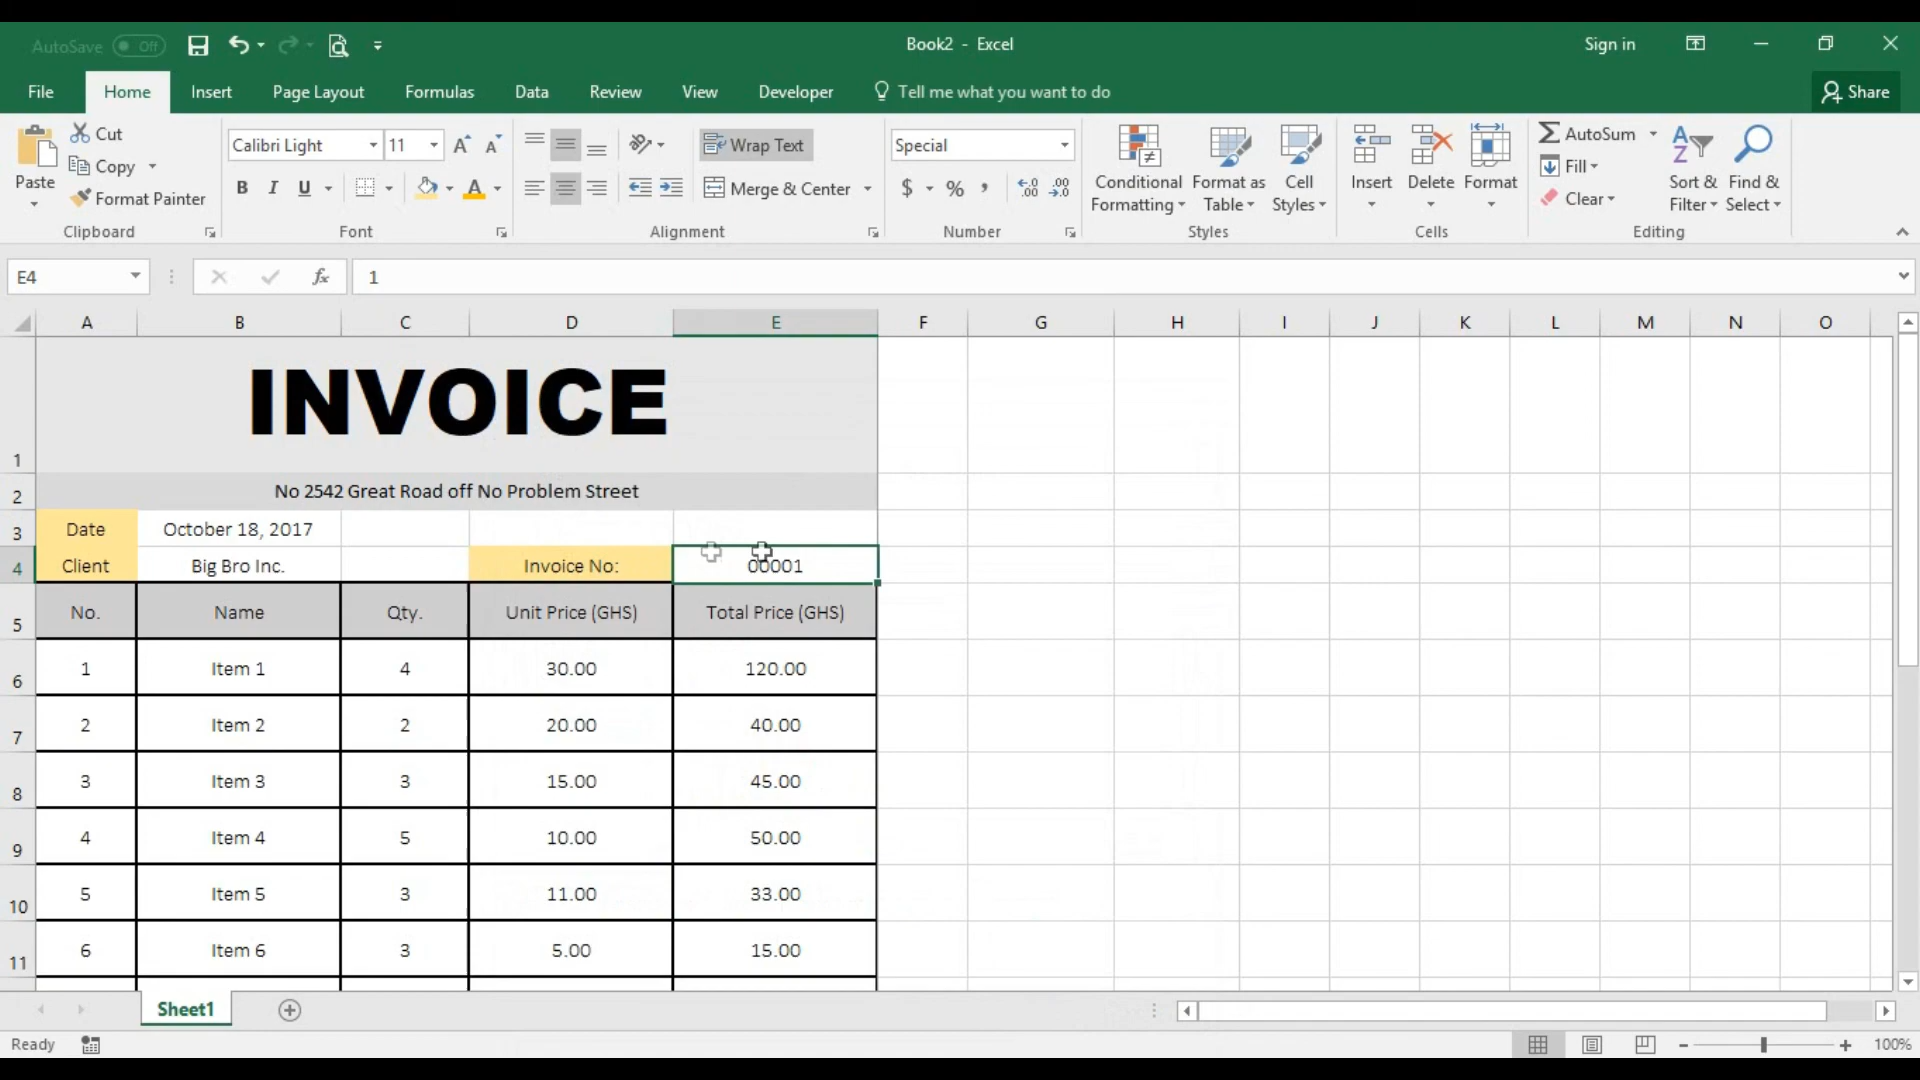 AutoSave Off
Book2 - Excel
Sign in
File Home Insert Page Layout Formulas Data Review View Developer Tell me what you want to do Share
Paste
Cut
Copy
Format Painter
Clipboard
Calibri Light 11
B I U A
Font
Wrap Text
Merge & Center
Alignment
Special
$ % ,
Number
Conditional Formatting
Format as Table
Cell Styles
Styles
Insert Delete Format
Cells
AutoSum
Fill
Clear
Sort & Filter
Find & Select
Editing
E4 fx 1
A B C D E F G H I J K L M N O
1 INVOICE
2 No 2542 Great Road off No Problem Street
3 Date October 18, 2017
4 Client Big Bro Inc. Invoice No: 00001
5 No. Name Qty. Unit Price (GHS) Total Price (GHS)
6 1 Item 1 4 30.00 120.00
7 2 Item 2 2 20.00 40.00
8 3 Item 3 3 15.00 45.00
9 4 Item 4 5 10.00 50.00
10 5 Item 5 3 11.00 33.00
11 6 Item 6 3 5.00 15.00
Sheet1
Ready 100%